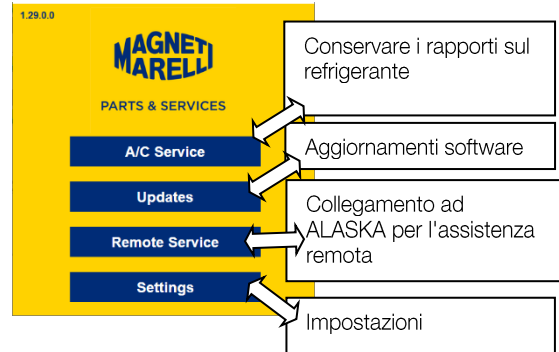 1.29.0.0
MAGNETI
MARELLI
PARTS & SERVICES
A/C Service
Updates
Remote Service
Settings
Conservare i rapporti sul
refrigerante
Aggiornamenti software
Collegamento ad
ALASKA per l'assistenza
remota
Impostazioni